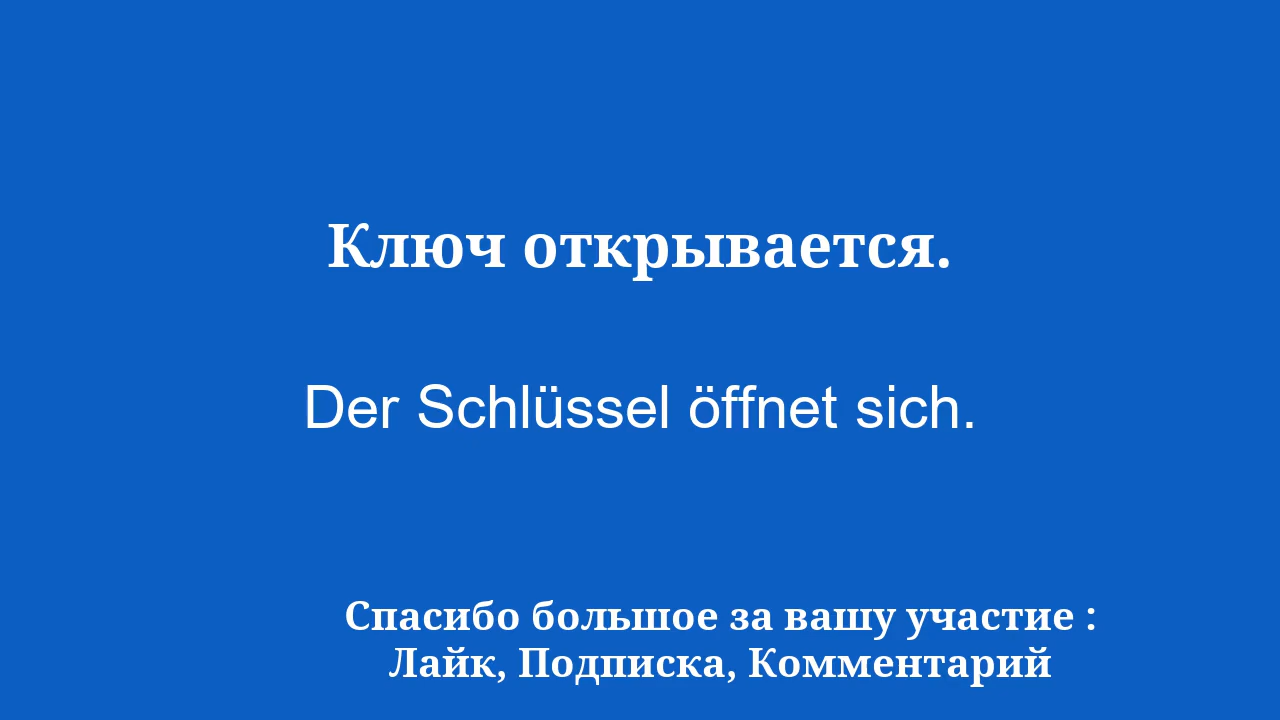 Ключ открывается.
Der Schlüssel öffnet sich.
Спасибо большое за вашу участие :
Лайк, Подписка, Комментарий